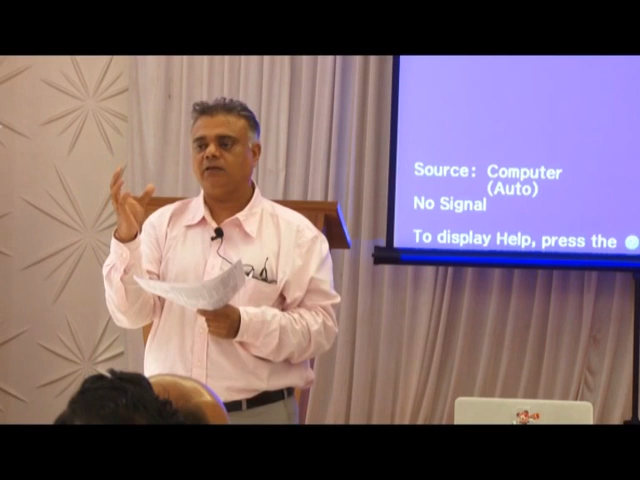 Source: Computer
(Auto)
No Signal
To display Help, press the